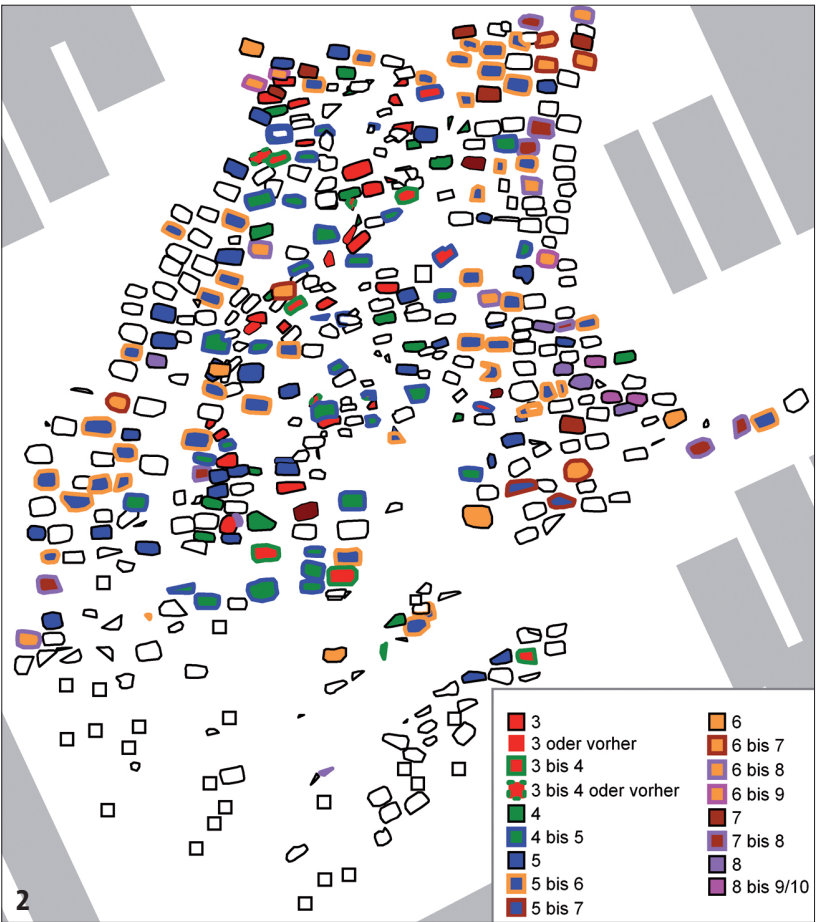 3
3 oder vorher
3 bis 4
3 bis 4 oder vorher
4
4 bis 5
5
5 bis 6
5 bis 7
6
6 bis 7
6 bis 8
6 bis 9
7
7 bis 8
8
8 bis 9/10
2